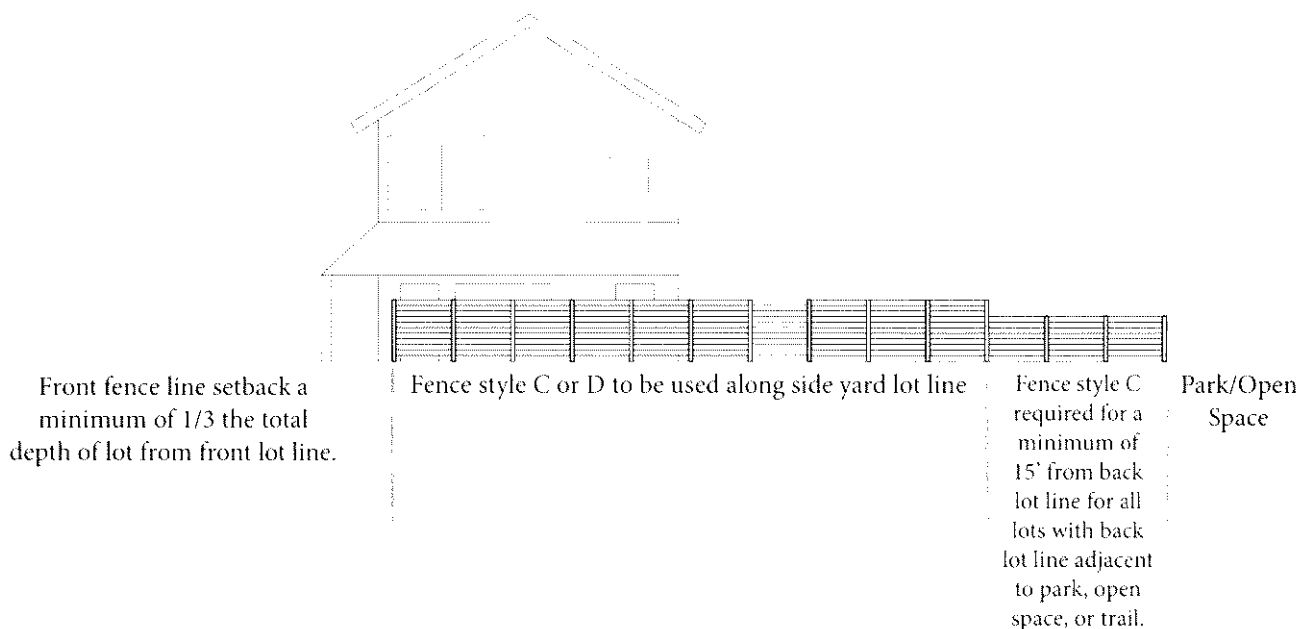 Front fence line setback a
minimum of 1/3 the total
depth of lot from front lot line.
Fence style C or D to be used along side yard lot line
Fence style C
required for a
minimum of
15' from back
lot line for all
lots with back
lot line adjacent
to park, open
space, or trail.
Park/Open
Space